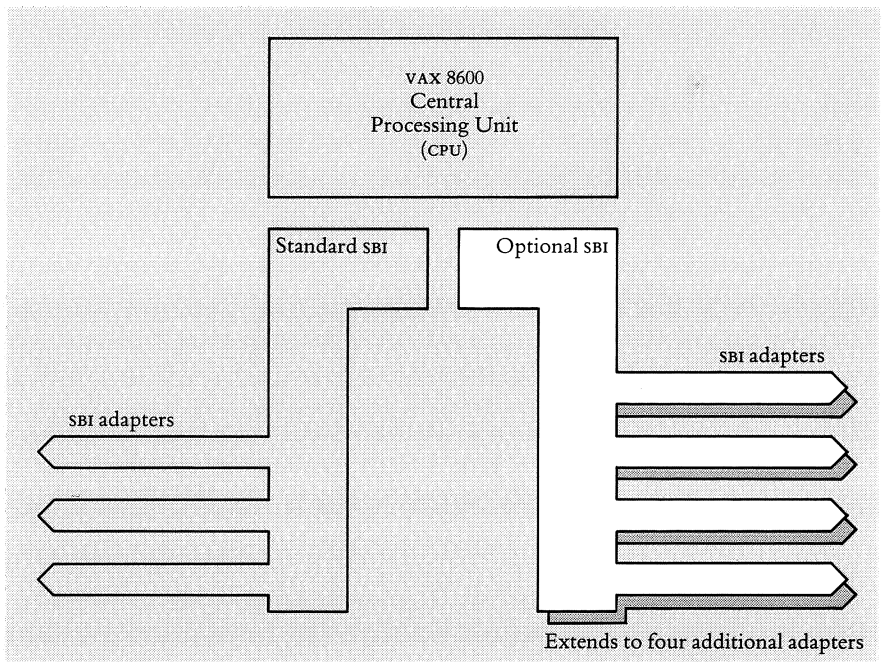 VAX 8600
Central
Processing Unit
(CPU)
Standard SBI
Optional SBI
SBI adapters
SBI adapters
Extends to four additional adapters